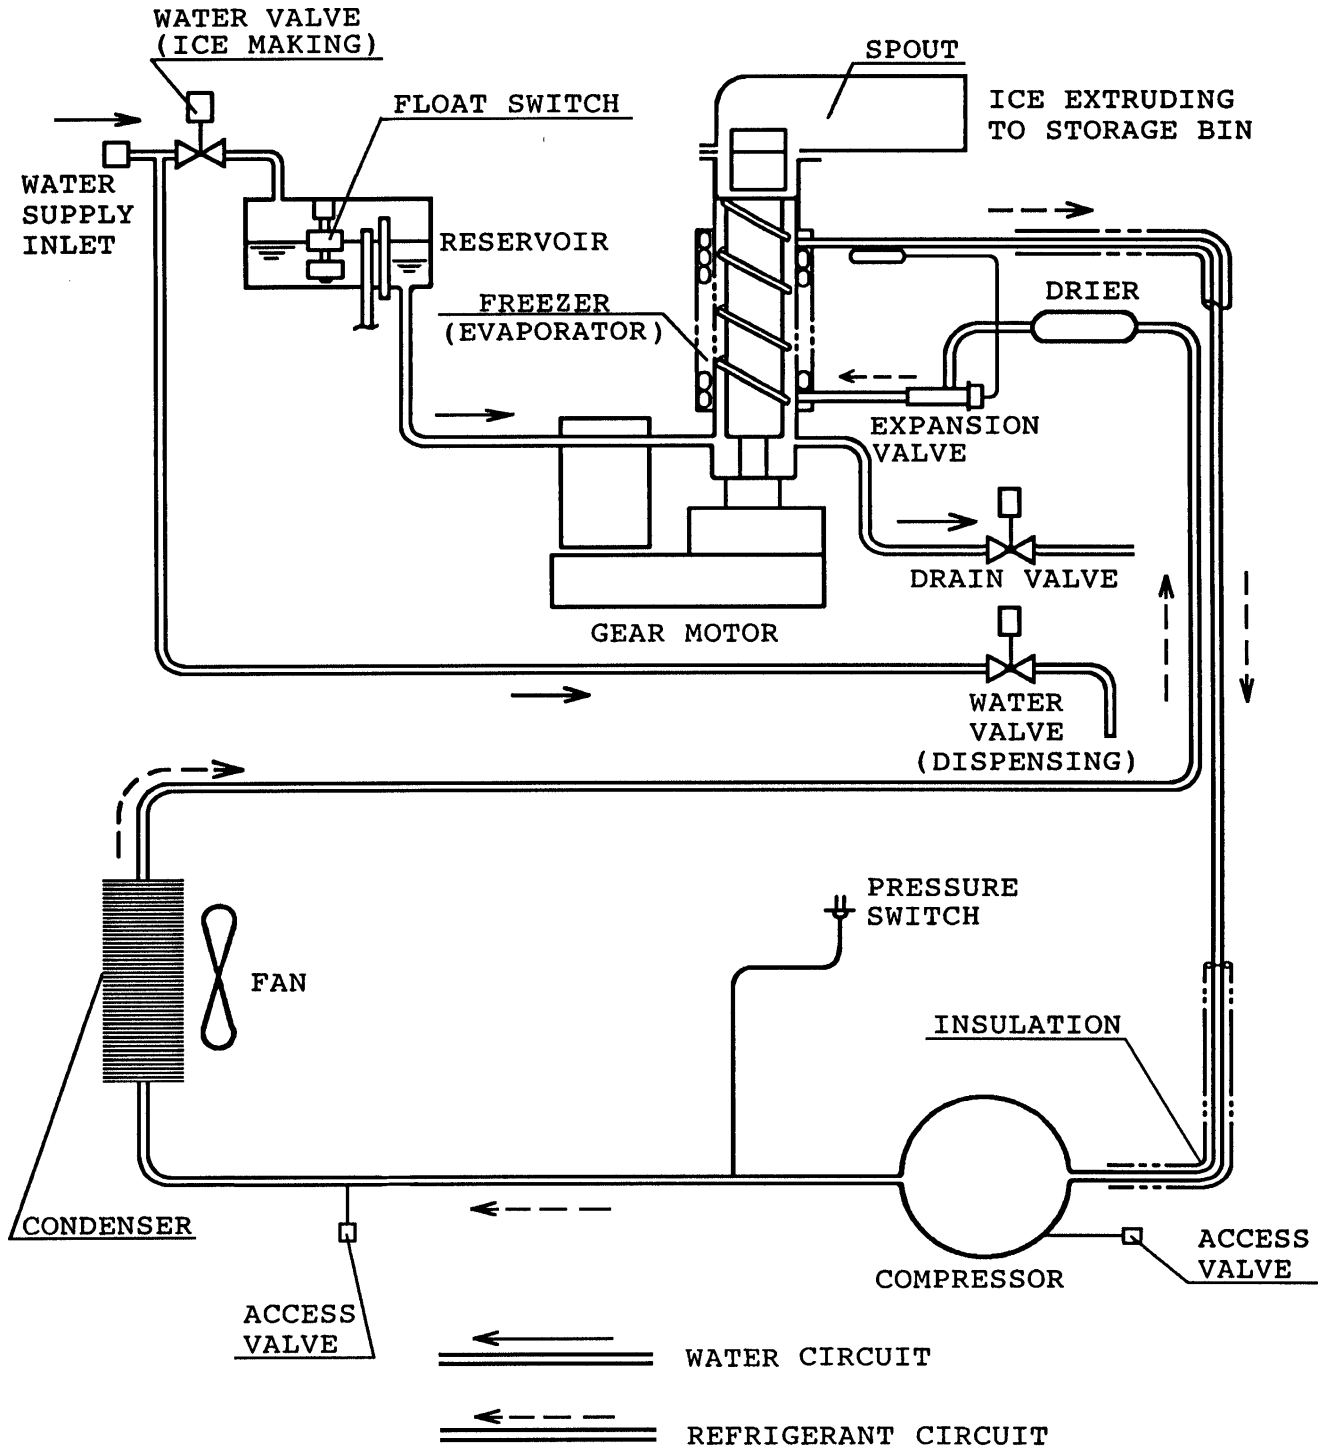 WATER VALVE
(ICE MAKING)
SPOUT
FLOAT SWITCH
ICE EXTRUDING
TO STORAGE BIN
WATER
SUPPLY
INLET
RESERVOIR
FREEZER
(EVAPORATOR)
DRIER
EXPANSION
VALVE
DRAIN VALVE
GEAR MOTOR
WATER
VALVE
(DISPENSING)
PRESSURE
SWITCH
FAN
INSULATION
CONDENSER
COMPRESSOR
ACCESS
VALVE
ACCESS
VALVE
WATER CIRCUIT
REFRIGERANT CIRCUIT